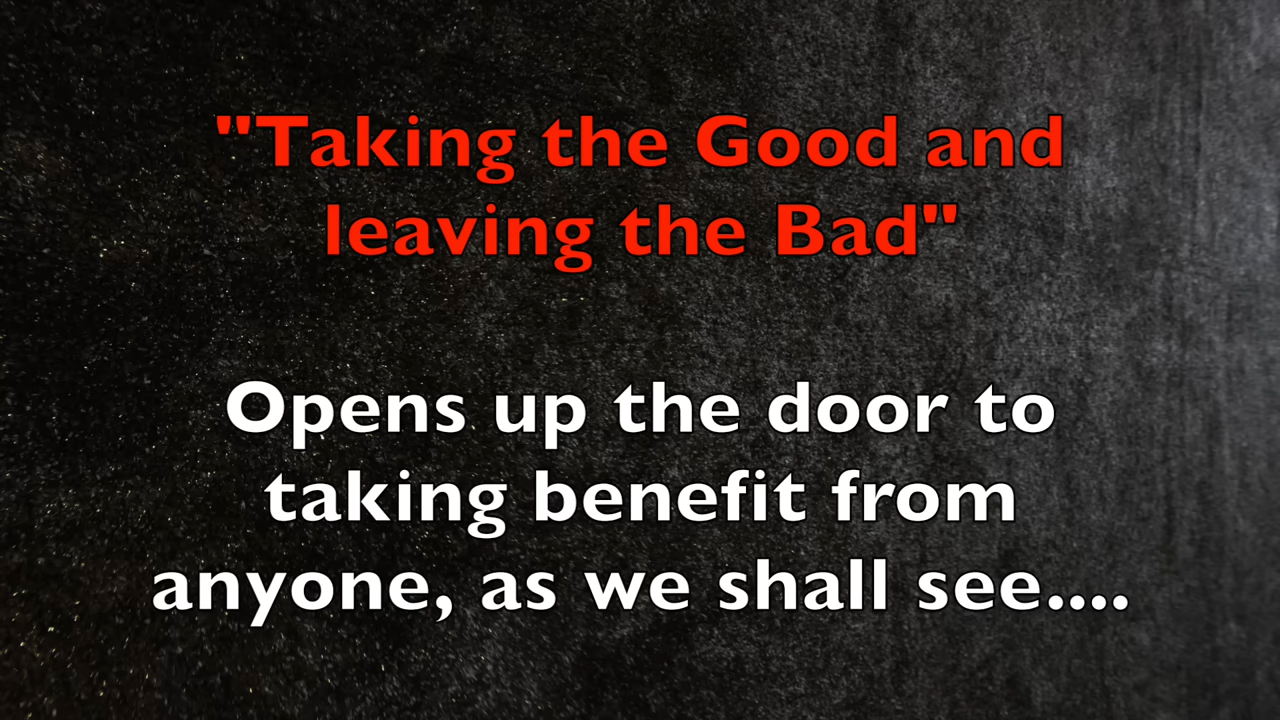 "Taking the Good and
leaving the Bad"
Opens up the door to
taking benefit from
anyone, as we shall see....